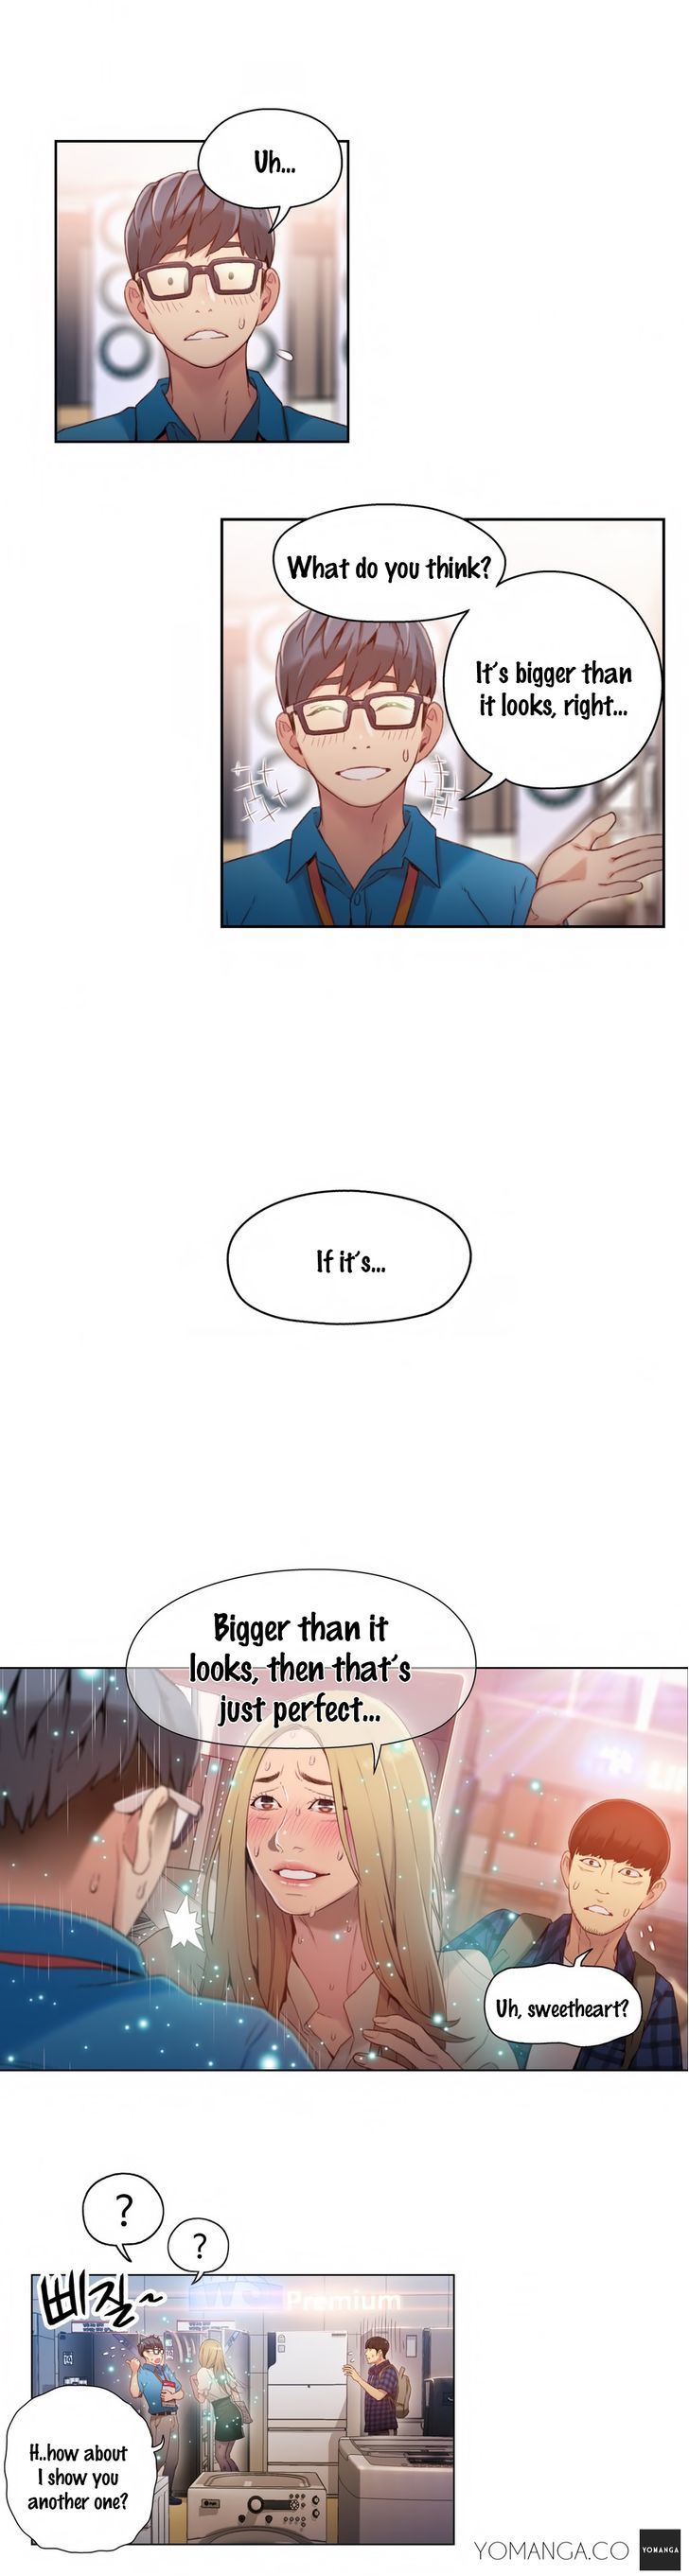 Uh...
What do you think?
It's bigger than
it looks, right...
If it's...
Bigger than it
looks, then that's
just perfect...
Uh, sweetheart?
?
?
삐질~
Premium
H..how about
I show you
another one?
YOMANGA.CO
YOMANGA